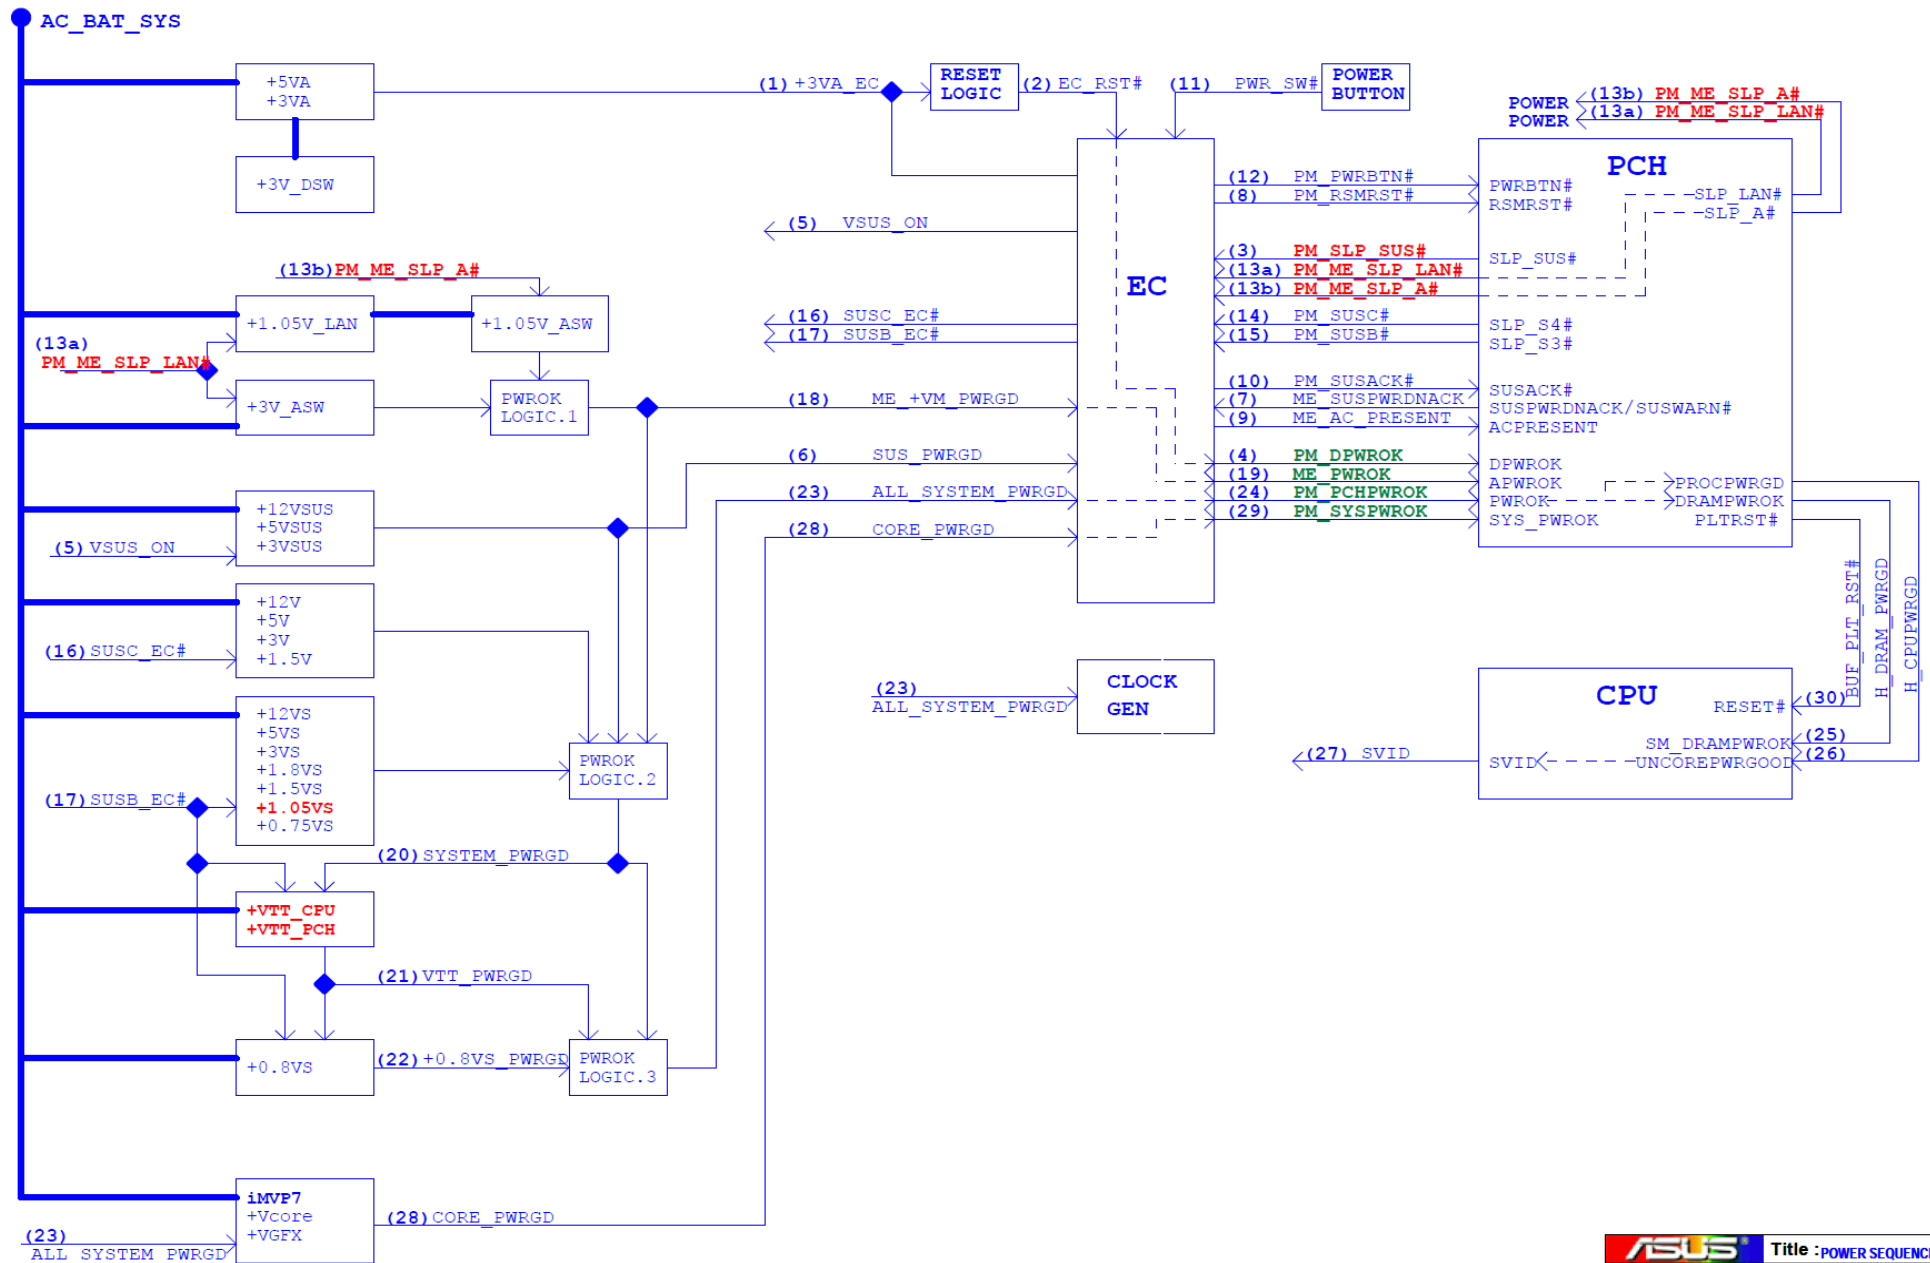 AC_BAT_SYS
+5VA
+3VA
+3V_DSW
(1) +3VA_EC
RESET
LOGIC
(2) EC_RST#
(11) PWR_SW#
POWER
BUTTON
POWER (13b) PM_ME_SLP_A#
POWER (13a) PM_ME_SLP_LAN#
PCH
EC
(12) PM_PWRBTN#
(8) PM_RSMRST#
PWRBTN#
RSMRST#
SLP_LAN#
SLP_A#
(5) VSUS_ON
(3) PM_SLP_SUS#
(13a) PM_ME_SLP_LAN#
(13b) PM_ME_SLP_A#
SLP_SUS#
(13b) PM_ME_SLP_A#
+1.05V_LAN
+1.05V_ASW
(13a)
PM_ME_SLP_LAN#
+3V_ASW
PWROK
LOGIC.1
(16) SUSC_EC#
(17) SUSB_EC#
(14) PM_SUSC#
(15) PM_SUSB#
SLP_S4#
SLP_S3#
(18) ME_+VM_PWRGD
(10) PM_SUSACK#
(7) ME_SUSPWRDNACK
(9) ME_AC_PRESENT
SUSACK#
SUSPWRDNACK/SUSWARN#
ACPRESENT
(6) SUS_PWRGD
(23) ALL_SYSTEM_PWRGD
(28) CORE_PWRGD
(4) PM_DPWROK
(19) ME_PWROK
(24) PM_PCHPWROK
(29) PM_SYSPWROK
DPWROK
APWROK
PWROK
SYS_PWROK
PROCPWRGD
DRAMPWROK
PLTRST#
+12VSUS
+5VSUS
+3VSUS
(5) VSUS_ON
+12V
+5V
+3V
+1.5V
(16) SUSC_EC#
BUF_PLT_RST#
H_DRAM_PWRGD
H_CPUPWRGD
(23)
ALL_SYSTEM_PWRGD
CLOCK
GEN
CPU
RESET# (30)
SM_DRAMPWROK (25)
UNCOREPWRGOOD (26)
(27) SVID
SVID
+12VS
+5VS
+3VS
+1.8VS
+1.5VS
+1.05VS
+0.75VS
(17) SUSB_EC#
PWROK
LOGIC.2
(20) SYSTEM_PWRGD
+VTT_CPU
+VTT_PCH
(21) VTT_PWRGD
+0.8VS
(22) +0.8VS_PWRGD
PWROK
LOGIC.3
iMVP7
+Vcore
+VGFX
(28) CORE_PWRGD
(23)
ALL_SYSTEM_PWRGD
ASUS
Title : POWER SEQUENCE